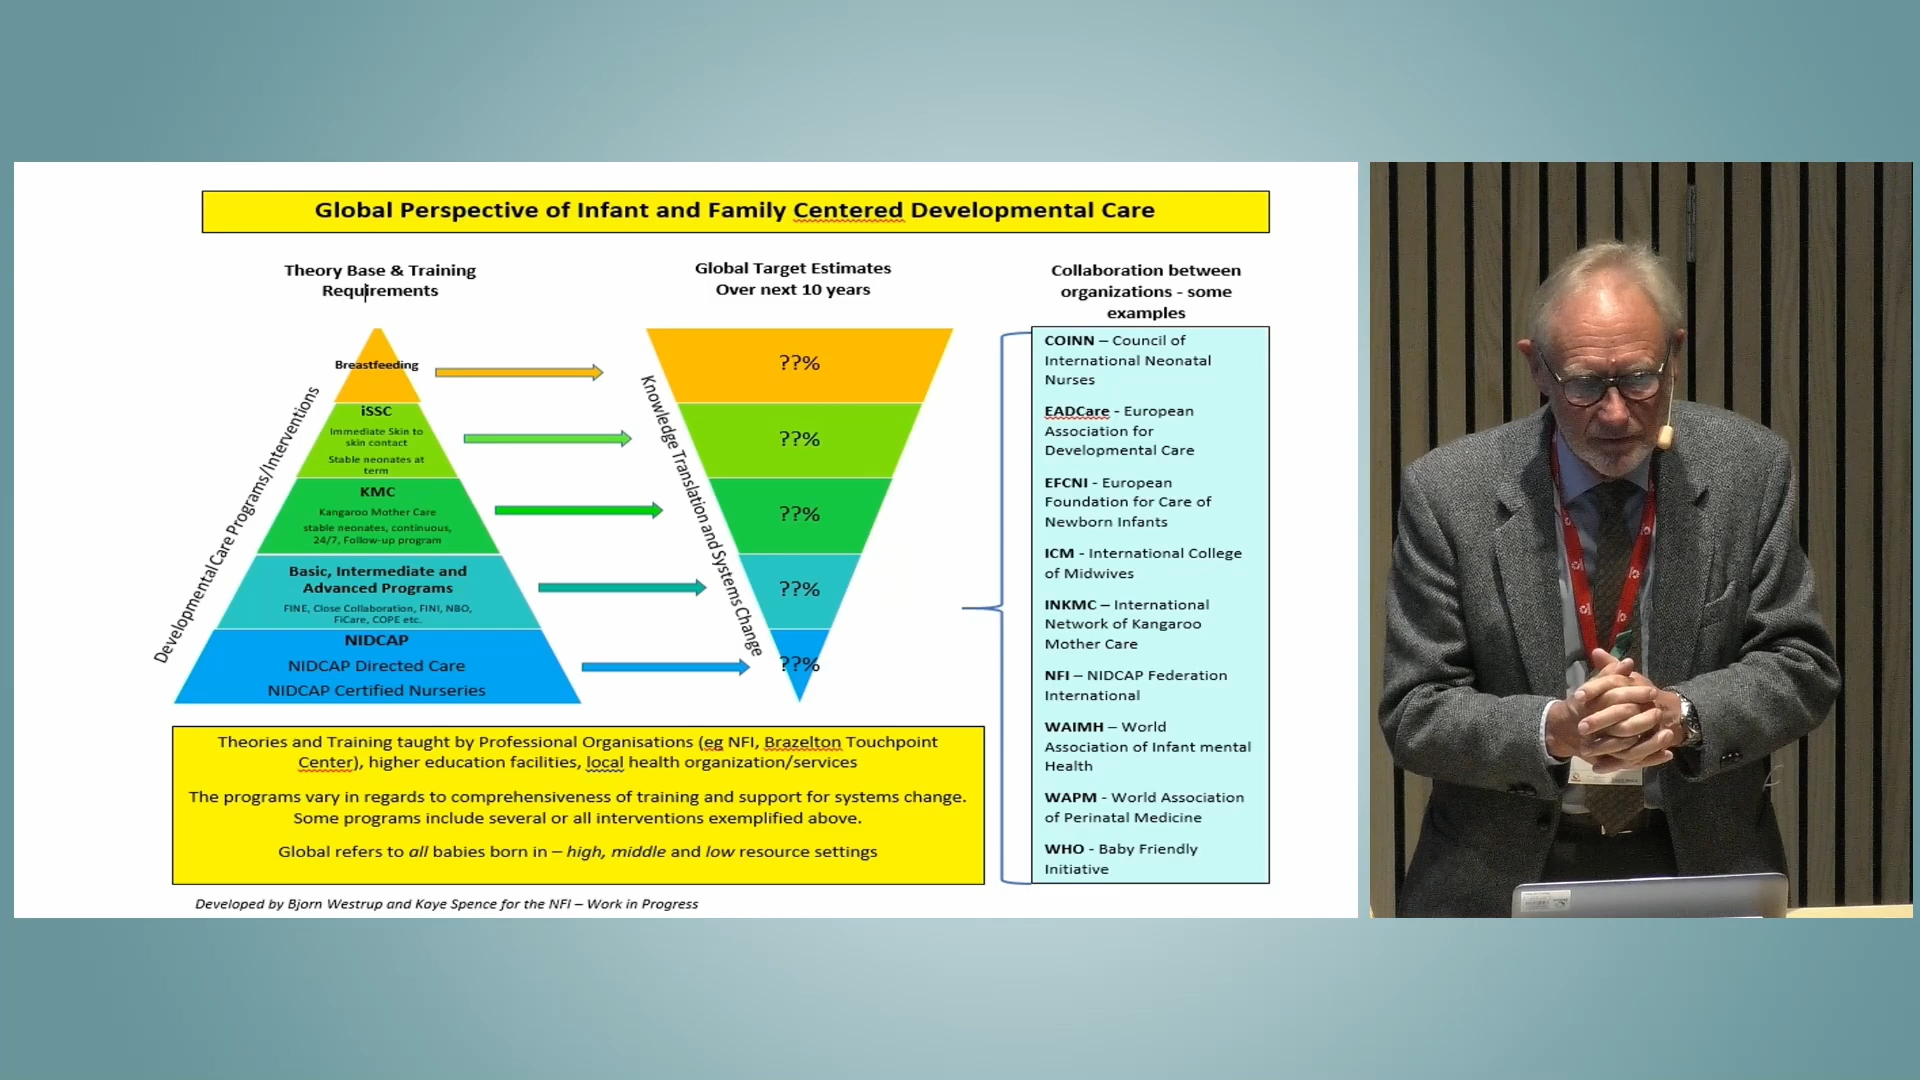 Global Perspective of Infant and Family Centered Developmental Care
Theory Base & Training
Requirements
Developmental Care Programs/Interventions
Breastfeeding
iSSC
Immediate Skin to
skin contact
Stable neonates at
term
KMC
Kangaroo Mother Care
stable neonates, continuous,
24/7, Follow-up program
Basic, Intermediate and
Advanced Programs
FINE, Close Collaboration, FINI, NBO,
FiCare, COPE etc.
NIDCAP
NIDCAP Directed Care
NIDCAP Certified Nurseries
Global Target Estimates
Over next 10 years
Knowledge Translation and Systems Change
??%
??%
??%
??%
??%
Collaboration between
organizations - some
examples
COINN – Council of
International Neonatal
Nurses
EADCare - European
Association for
Developmental Care
EFCNI - European
Foundation for Care of
Newborn Infants
ICM - International College
of Midwives
INKMC – International
Network of Kangaroo
Mother Care
NFI – NIDCAP Federation
International
WAIMH – World
Association of Infant mental
Health
WAPM - World Association
of Perinatal Medicine
WHO - Baby Friendly
Initiative
Theories and Training taught by Professional Organisations (eg NFI, Brazelton Touchpoint
Center), higher education facilities, local health organization/services
The programs vary in regards to comprehensiveness of training and support for systems change.
Some programs include several or all interventions exemplified above.
Global refers to all babies born in – high, middle and low resource settings
Developed by Bjorn Westrup and Kaye Spence for the NFI – Work in Progress